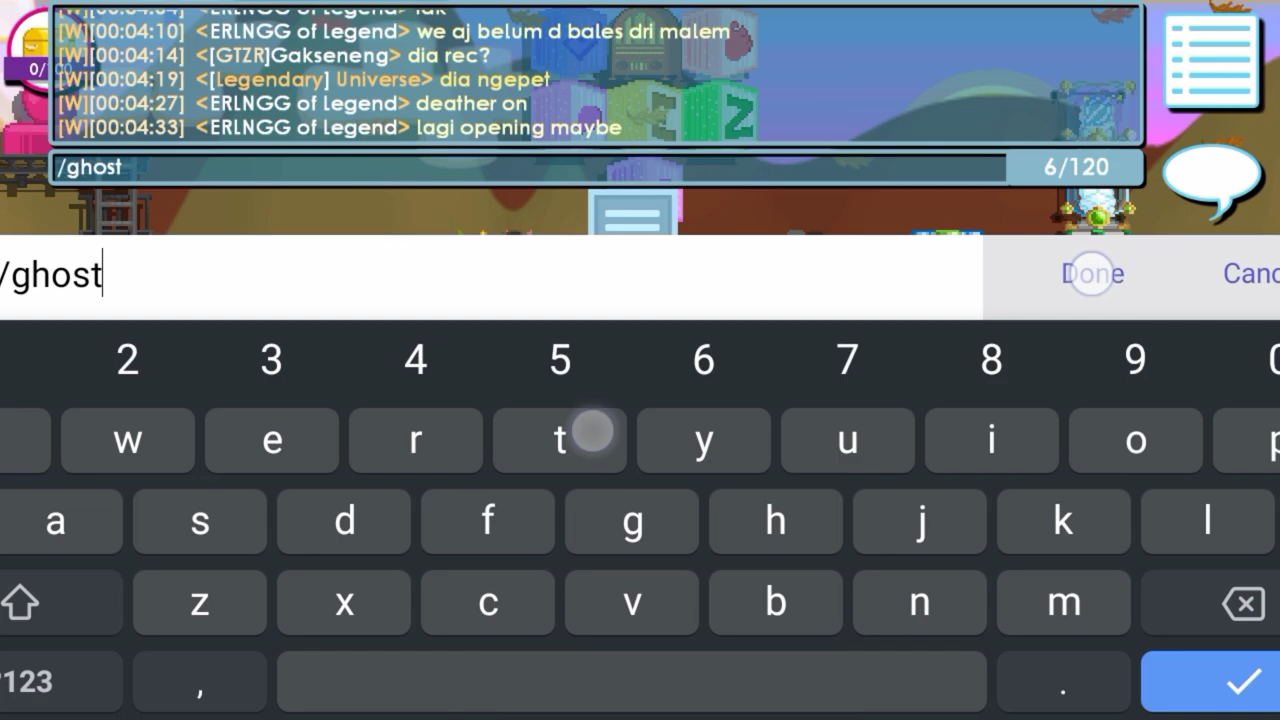 [W][00:04:10] <ERLNGG of Legend> we aj belum d bales dri malem
[W][00:04:14] <[GTZR]Gakseneng> dia rec?
[W][00:04:19] <[Legendary] Universe> dia ngepet
[W][00:04:27] <ERLNGG of Legend> deather on
[W][00:04:33] <ERLNGG of Legend> lagi opening maybe
/ghost 6/120
/ghost Done
2 3 4 5 6 7 8 9
w e r t y u i o p
a s d f g h j k l
z x c v b n m
123 , .